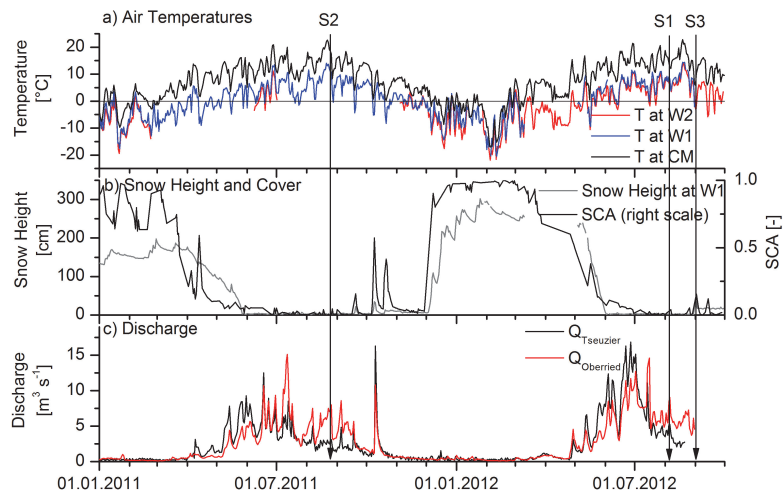 S2 S1 S3
a) Air Temperatures
Temperature
[°C]
20
10
0
-10
-20
T at W2
T at W1
T at CM
b) Snow Height and Cover
Snow Height
[cm]
300
200
100
0
Snow Height at W1
SCA (right scale)
1.0
0.5
0.0
SCA [-]
c) Discharge
Discharge
[m³ s⁻¹]
15
10
5
0
Q Tseuzier
Q Oberried
01.01.2011 01.07.2011 01.01.2012 01.07.2012